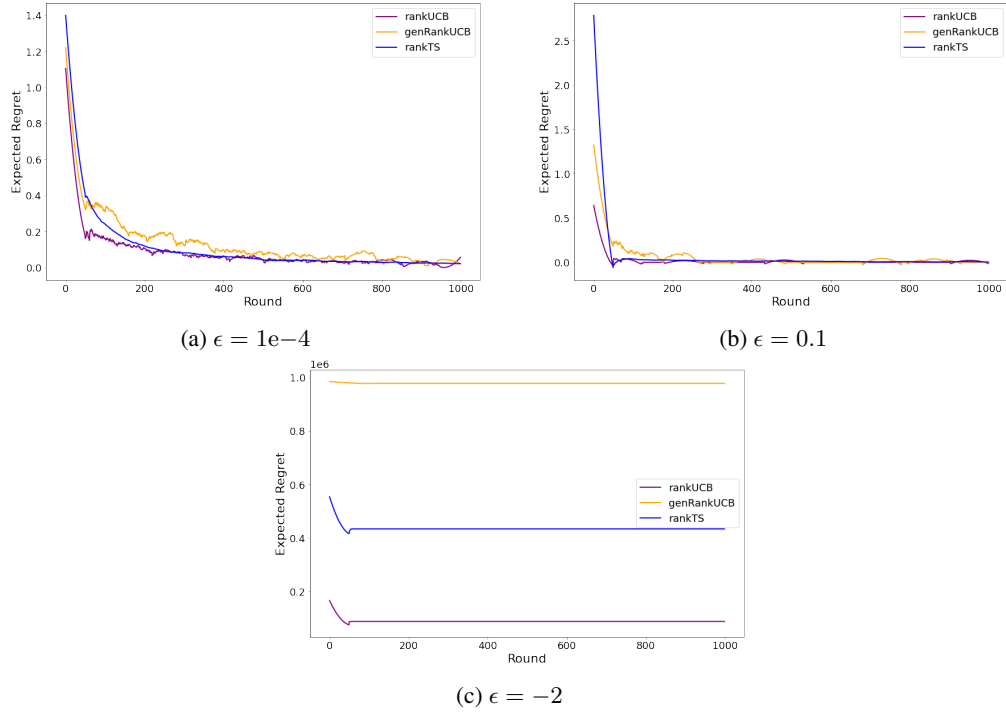 1.4
1.2
1.0
0.8
0.6
0.4
0.2
0.0
Expected Regret
0 200 400 600 800 1000
Round
rankUCB
genRankUCB
rankTS
(a) ϵ = 1e−4
2.5
2.0
1.5
1.0
0.5
0.0
Expected Regret
0 200 400 600 800 1000
Round
rankUCB
genRankUCB
rankTS
(b) ϵ = 0.1
1e6
1.0
0.8
0.6
0.4
0.2
Expected Regret
0 200 400 600 800 1000
Round
rankUCB
genRankUCB
rankTS
(c) ϵ = −2